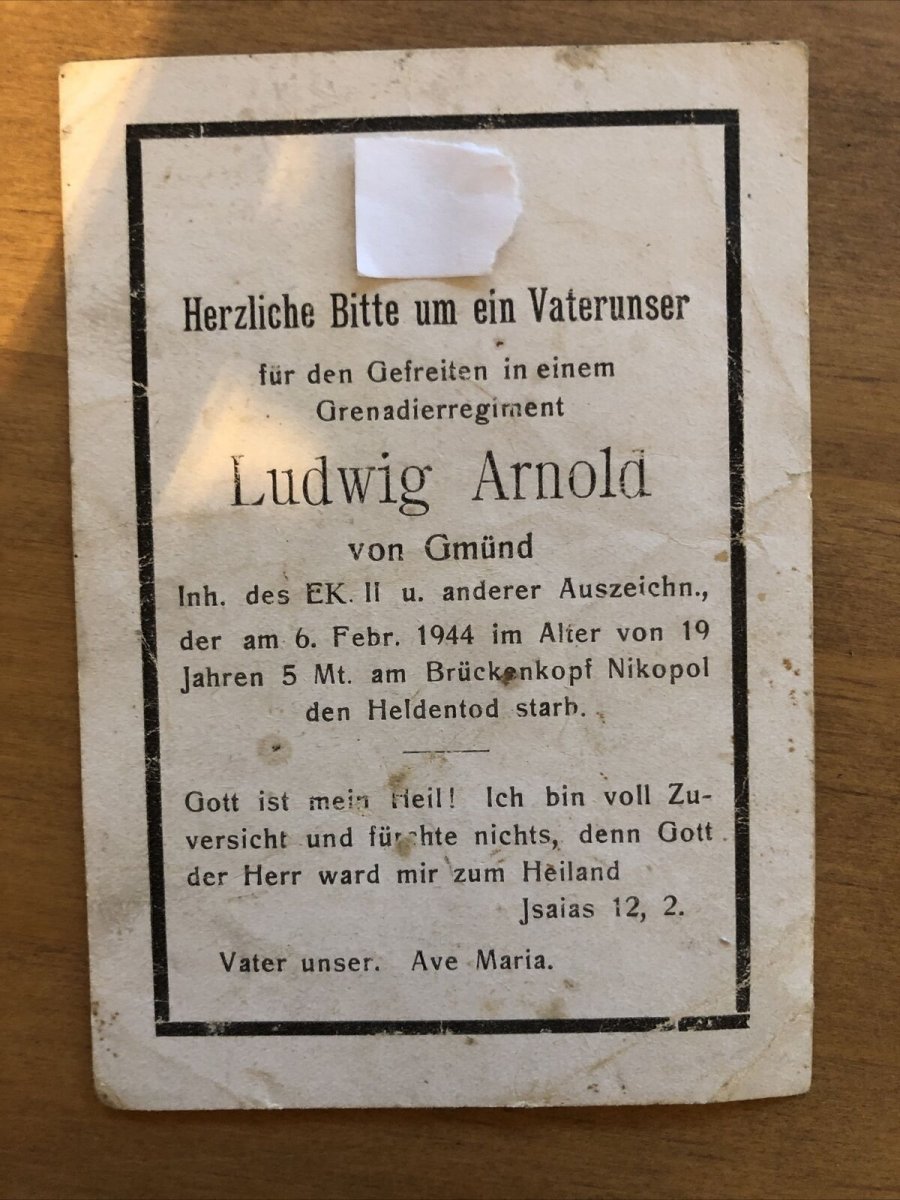 Herzliche Bitte um ein Vaterunser
für den Gefreiten in einem
Grenadierregiment
Ludwig Arnold
von Gmünd
Inh. des EK. II u. anderer Auszeichn.,
der am 6. Febr. 1944 im Alter von 19
Jahren 5 Mt. am Brückenkopf Nikopol
den Heldentod starb.
Gott ist mein Heil! Ich bin voll Zu-
versicht und fürchte nichts, denn Gott
der Herr ward mir zum Heiland
Jsaias 12, 2.
Vater unser. Ave Maria.